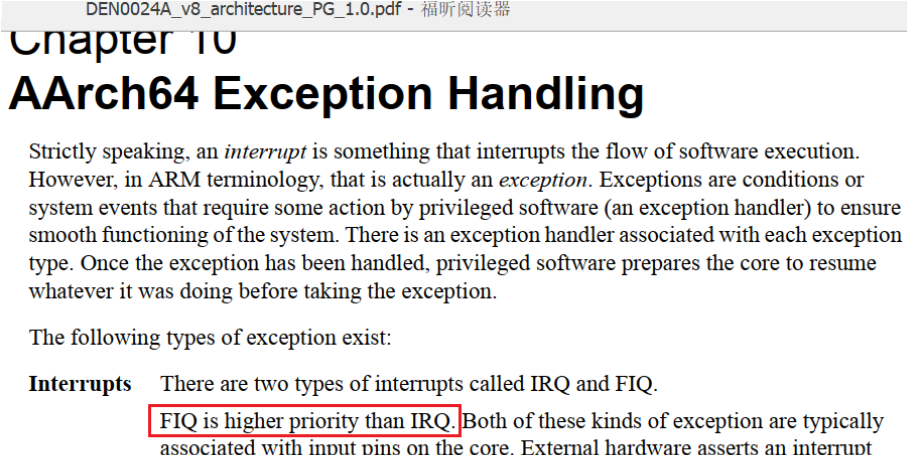 DEN0024A_v8_architecture_PG_1.0.pdf - 福昕阅读器
Chapter 10
AArch64 Exception Handling
Strictly speaking, an interrupt is something that interrupts the flow of software execution.
However, in ARM terminology, that is actually an exception. Exceptions are conditions or
system events that require some action by privileged software (an exception handler) to ensure
smooth functioning of the system. There is an exception handler associated with each exception
type. Once the exception has been handled, privileged software prepares the core to resume
whatever it was doing before taking the exception.
The following types of exception exist:
Interrupts There are two types of interrupts called IRQ and FIQ.
FIQ is higher priority than IRQ. Both of these kinds of exception are typically
associated with input pins on the core. External hardware asserts an interrupt